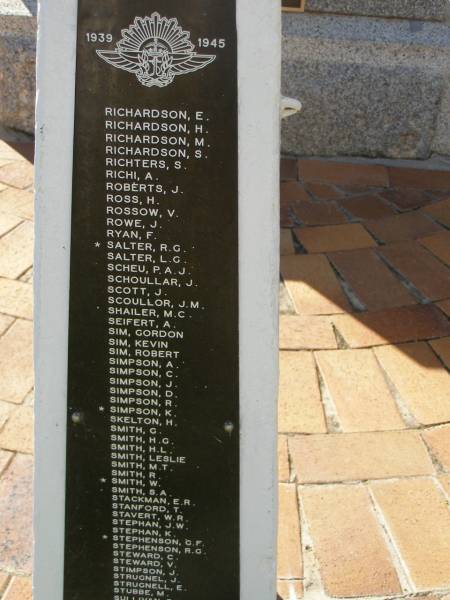 1939 1945
RICHARDSON, E.
RICHARDSON, H.
RICHARDSON, M.
RICHARDSON, S.
RICHTERS, S.
RICHI, A.
ROBERTS, J.
ROSS, H.
ROSSOW, V.
ROWE, J.
RYAN, F.
* SALTER, R.G.
SALTER, L.G.
SCHEU, P.A.J.
SCHOULLAR, J.
SCOTT, J.
SCOULLOR, J.M.
SHAILER, M.C.
SEIFERT, A.
SIM, GORDON
SIM, KEVIN
SIM, ROBERT
SIMPSON, A.
SIMPSON, C.
SIMPSON, J.
SIMPSON, D.
SIMPSON, R.
* SIMPSON, K.
SKELTON, H.
SMITH, G.
SMITH, H.G.
SMITH, H.L.
SMITH, LESLIE
SMITH, M.T.
SMITH, R.
* SMITH, W.
SMITH, S.A.
STACKMAN, E.R.
STANFORD, T.
STAVERT, W.R.
STEPHAN, J.W.
STEPHAN, K.
* STEPHENSON, C.F.
STEPHENSON, R.G.
STEWARD, C.
STEWARD, V.
STIMPSON, J.
STRUGNEL, J.
STRUGNELL, E.
STUBBE, M.